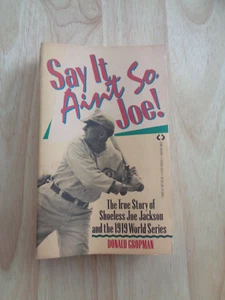 Say It
Ain't So,
Joe!
The True Story of
Shoeless Joe Jackson
and the 1919 World Series
DONALD GROPMAN